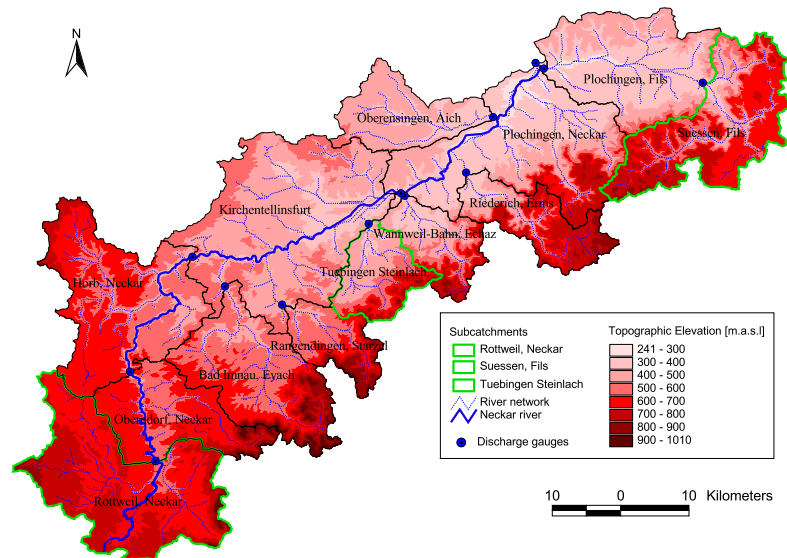 N
Plochingen, Fils
Oberensingen, Aich
Plochingen, Neckar
Suessen, Fils
Riederich, Erms
Kirchentellinsfurt
Wannweil-Bahn, Echaz
Tuebingen Steinlach
Horb, Neckar
Rangendingen, Starzel
Bad Imnau, Eyach
Oberndorf, Neckar
Rottweil, Neckar
Subcatchments
Rottweil, Neckar
Suessen, Fils
Tuebingen Steinlach
River network
Neckar river
Discharge gauges
Topographic Elevation [m.a.s.l]
241 - 300
300 - 400
400 - 500
500 - 600
600 - 700
700 - 800
800 - 900
900 - 1010
10 0 10 Kilometers